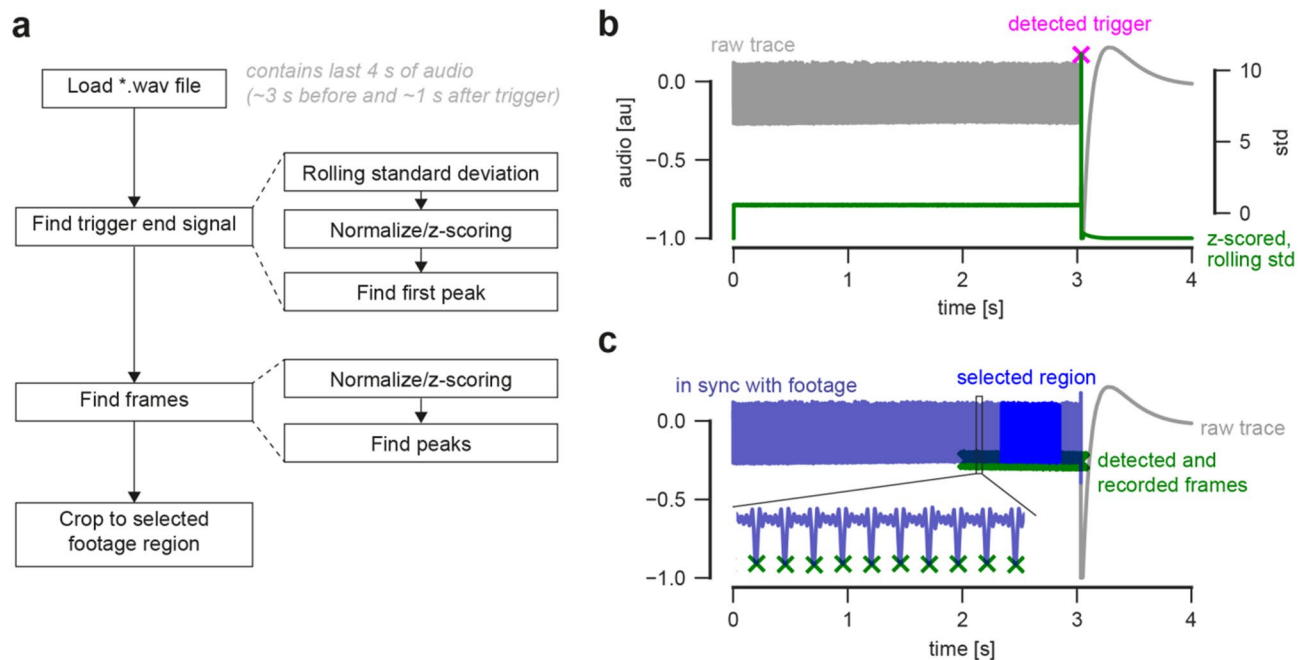 a
Load *.wav file
contains last 4 s of audio
(~3 s before and ~1 s after trigger)
Find trigger end signal
Rolling standard deviation
Normalize/z-scoring
Find first peak
Find frames
Normalize/z-scoring
Find peaks
Crop to selected
footage region
b
detected trigger
raw trace
audio [au]
0.0
−0.5
−1.0
10
5
0
std
z-scored,
rolling std
0 1 2 3 4
time [s]
c
in sync with footage
selected region
raw trace
detected and
recorded frames
0.0
−0.5
−1.0
0 1 2 3 4
time [s]